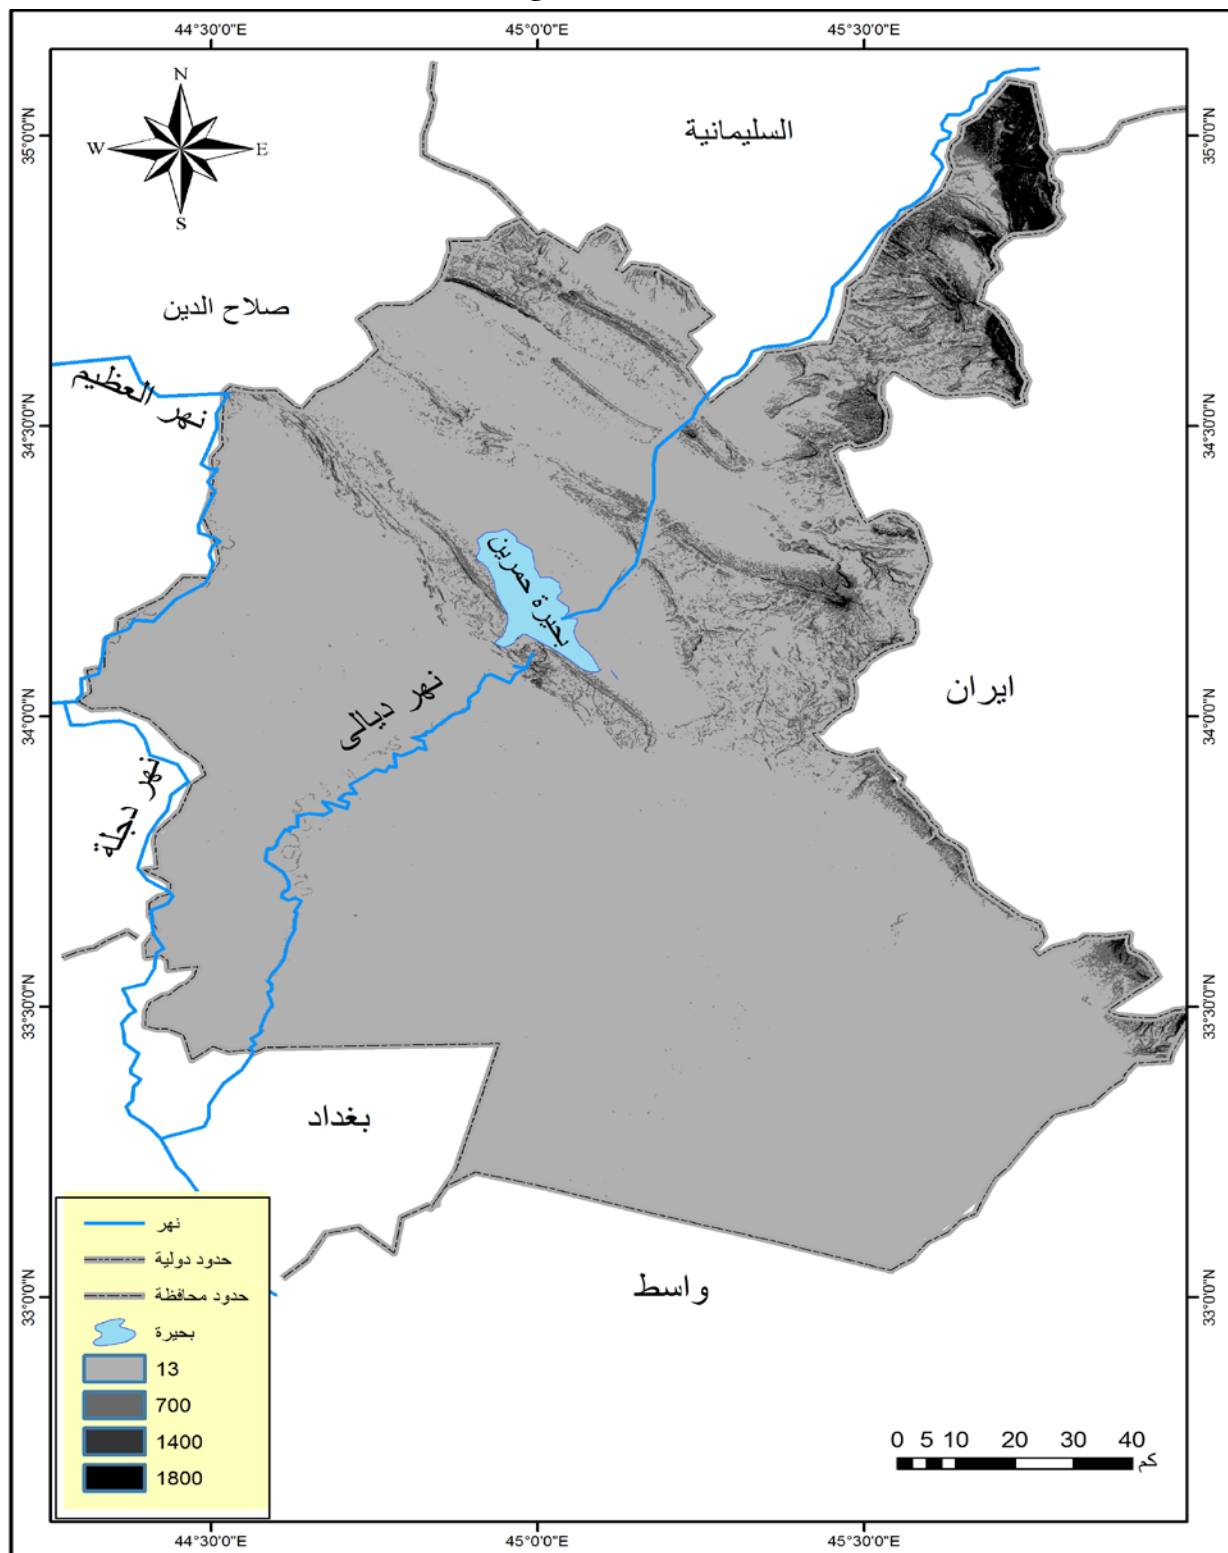 44°30'0"E
45°0'0"E
45°30'0"E
N
W
E
S
35°0'0"N
35°0'0"N
السليمانية
صلاح الدين
نهر العظيم
34°30'0"N
34°30'0"N
بحيرة حمرين
نهر ديالى
ايران
34°0'0"N
34°0'0"N
نهر دجلة
33°30'0"N
33°30'0"N
بغداد
واسط
33°0'0"N
33°0'0"N
نهر
حدود دولية
حدود محافظة
بحيرة
13
700
1400
1800
0 5 10 20 30 40
كم
44°30'0"E
45°0'0"E
45°30'0"E